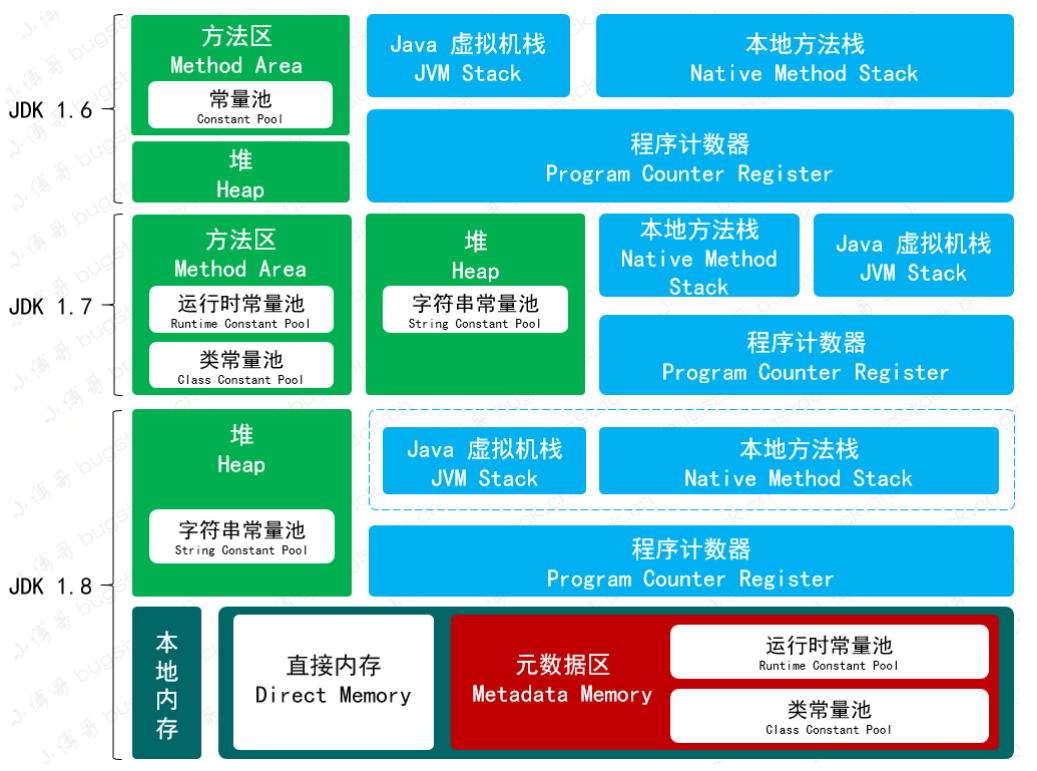 方法区
Method Area
常量池
Constant Pool
堆
Heap
Java 虚拟机栈
JVM Stack
本地方法栈
Native Method Stack
程序计数器
Program Counter Register
JDK 1.6
方法区
Method Area
运行时常量池
Runtime Constant Pool
类常量池
Class Constant Pool
堆
Heap
字符串常量池
String Constant Pool
本地方法栈
Native Method
Stack
Java 虚拟机栈
JVM Stack
程序计数器
Program Counter Register
JDK 1.7
堆
Heap
字符串常量池
String Constant Pool
Java 虚拟机栈
JVM Stack
本地方法栈
Native Method Stack
程序计数器
Program Counter Register
JDK 1.8
本
地
内
存
直接内存
Direct Memory
元数据区
Metadata Memory
运行时常量池
Runtime Constant Pool
类常量池
Class Constant Pool